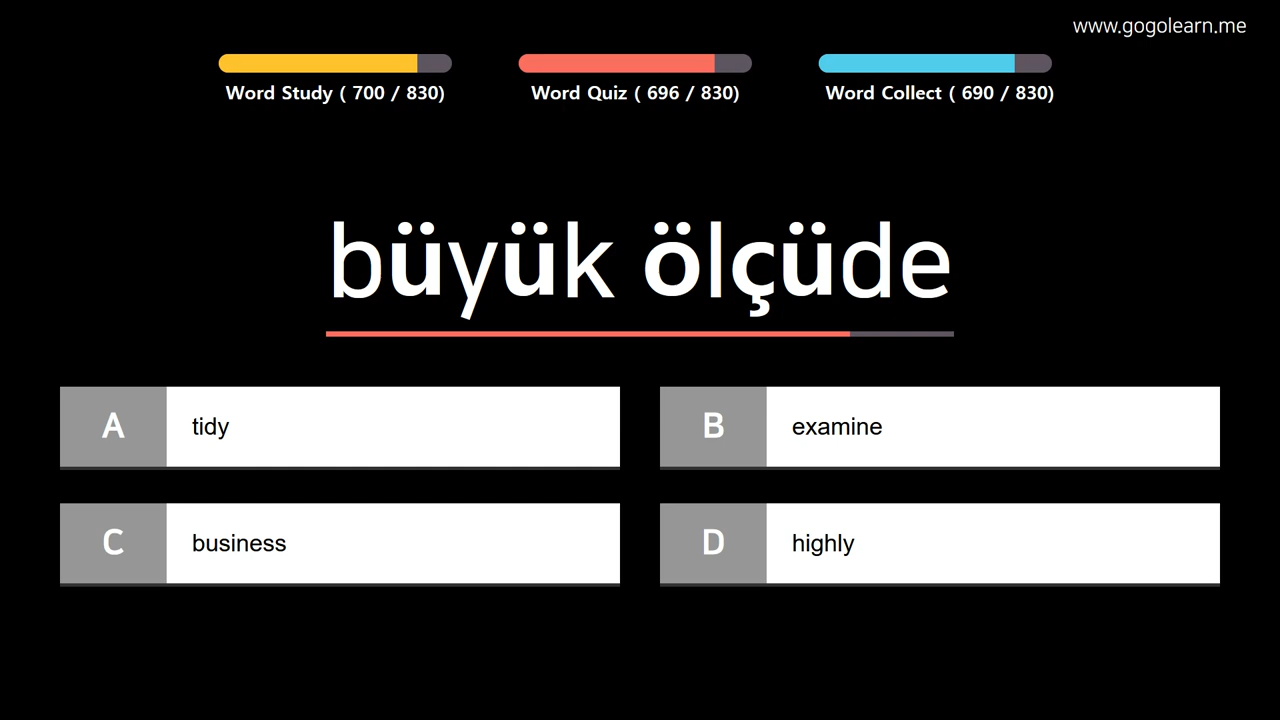 www.gogolearn.me
Word Study ( 700 / 830)
Word Quiz ( 696 / 830)
Word Collect ( 690 / 830)
büyük ölçüde
A tidy
B examine
C business
D highly